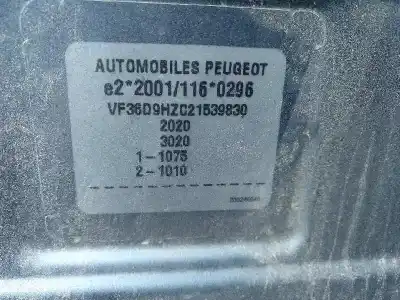 AUTOMOBILES PEUGEOT
e2*2001/116*0296
VF36D9HZC21539830
2020
3020
1-1075
2-1010